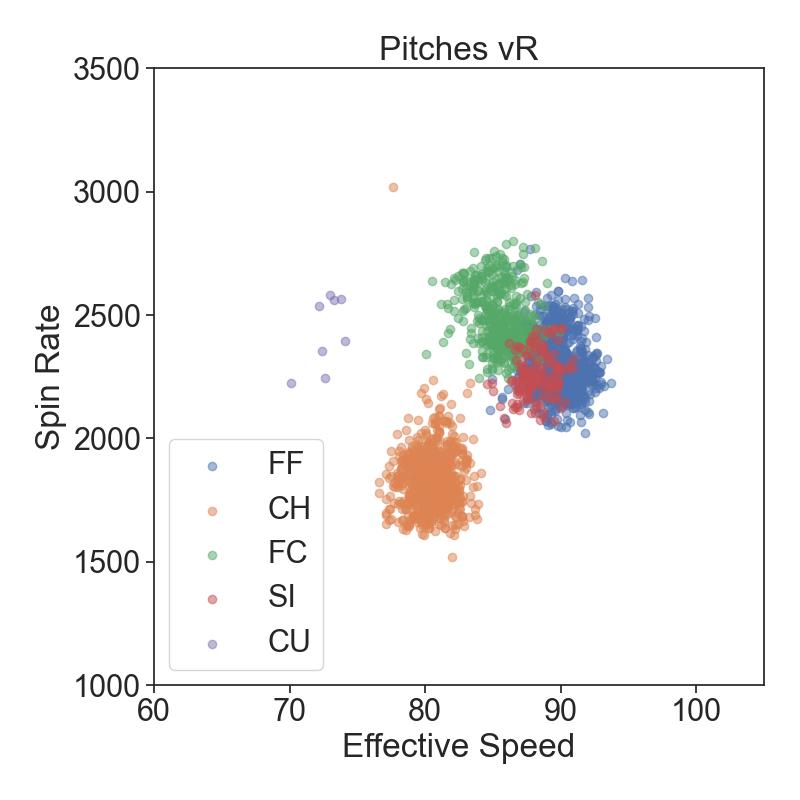 Pitches vR
3500
3000
2500
2000
1500
1000
Spin Rate
FF
CH
FC
SI
CU
60 70 80 90 100
Effective Speed